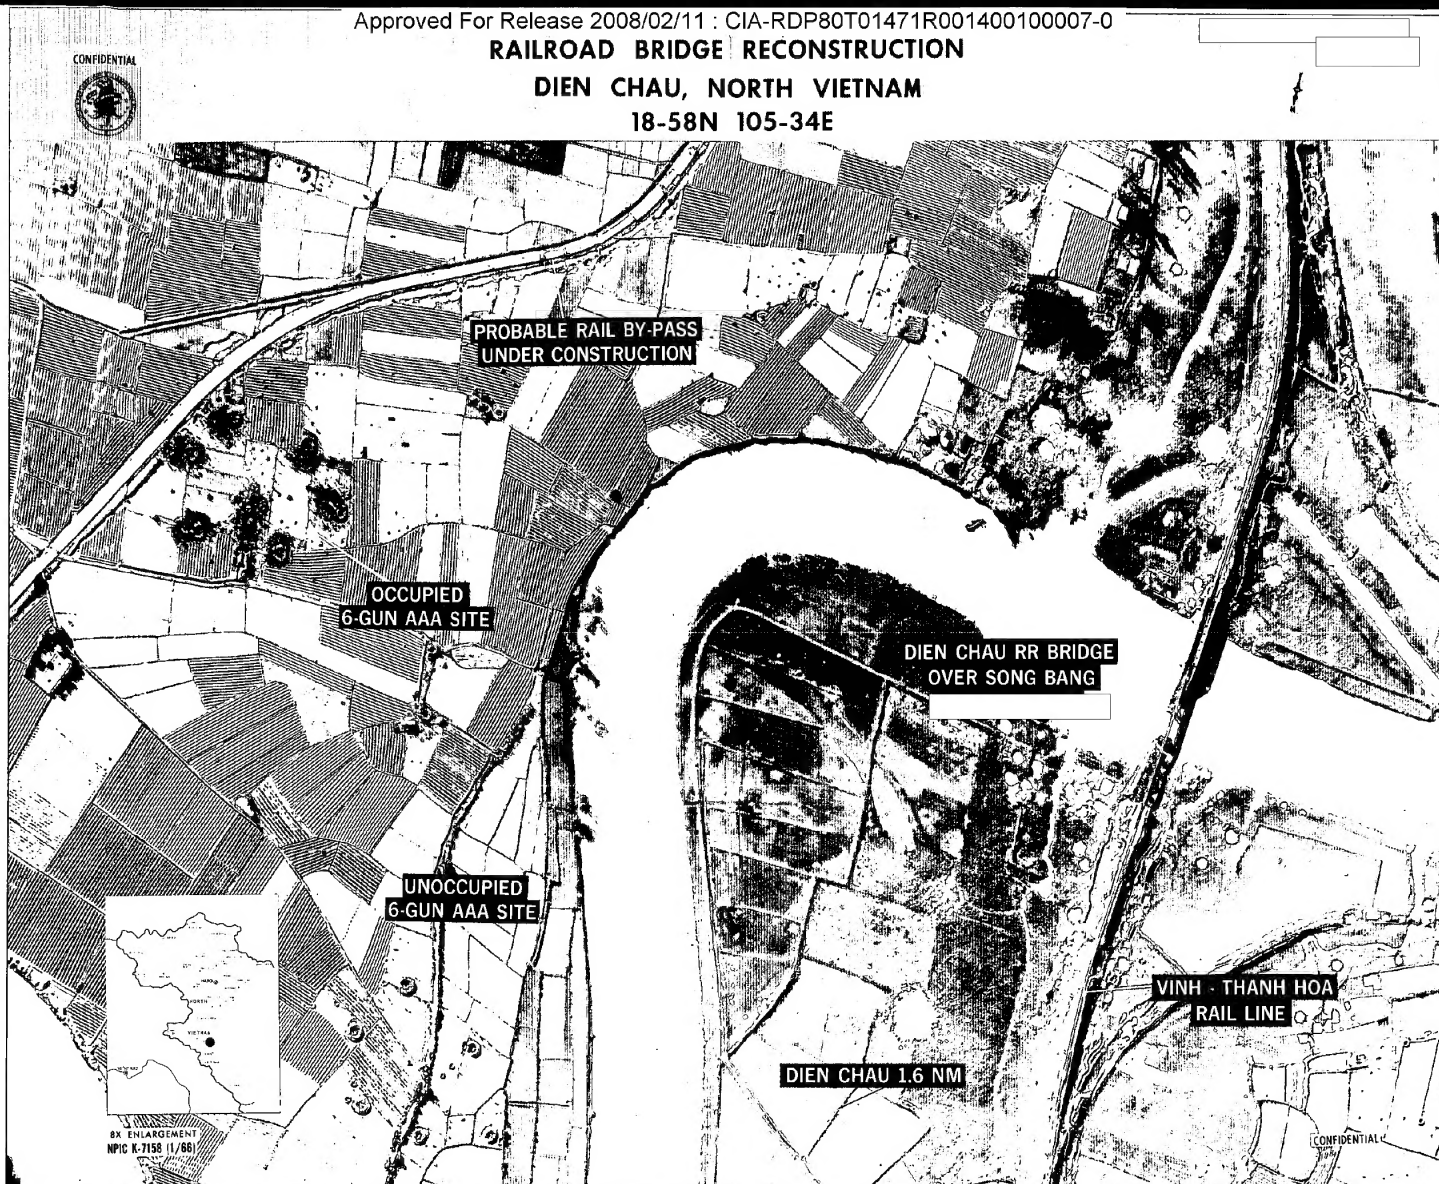 Approved For Release 2008/02/11 : CIA-RDP80T01471R001400100007-0
RAILROAD BRIDGE RECONSTRUCTION
DIEN CHAU, NORTH VIETNAM
18-58N 105-34E
CONFIDENTIAL
PROBABLE RAIL BY-PASS
UNDER CONSTRUCTION
OCCUPIED
6-GUN AAA SITE
DIEN CHAU RR BRIDGE
OVER SONG BANG
UNOCCUPIED
6-GUN AAA SITE
NORTH
VIETNAM
VINH - THANH HOA
RAIL LINE
DIEN CHAU 1.6 NM
8X ENLARGEMENT
NPIC K-7158 (1/66)
CONFIDENTIAL